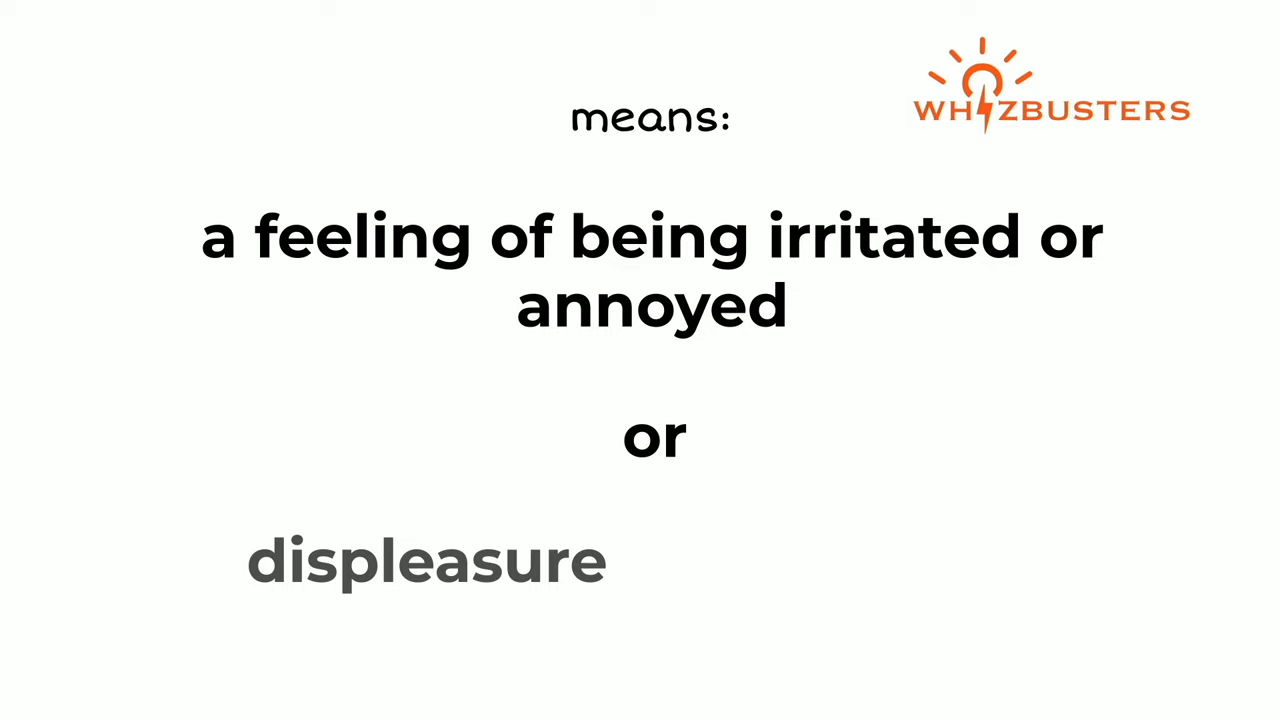 means:
WHIZBUSTERS
a feeling of being irritated or
annoyed
or
displeasure